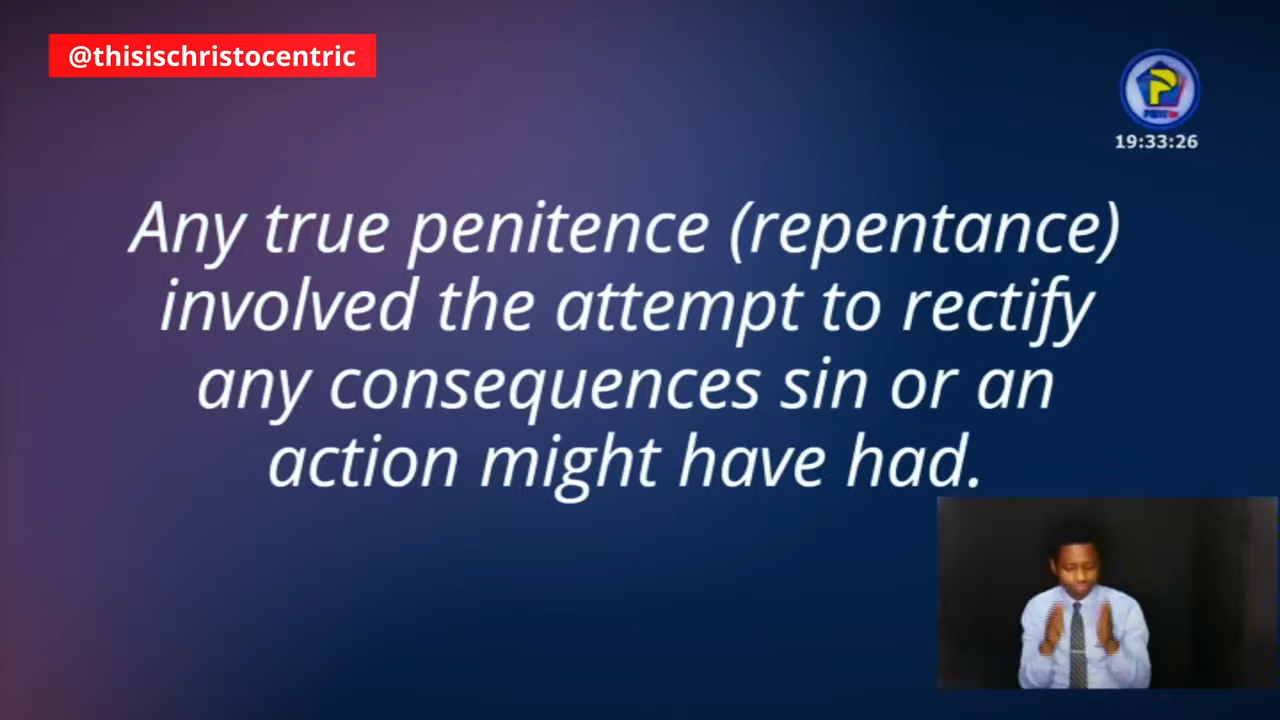 @thisischristocentric
19:33:26
Any true penitence (repentance)
involved the attempt to rectify
any consequences sin or an
action might have had.